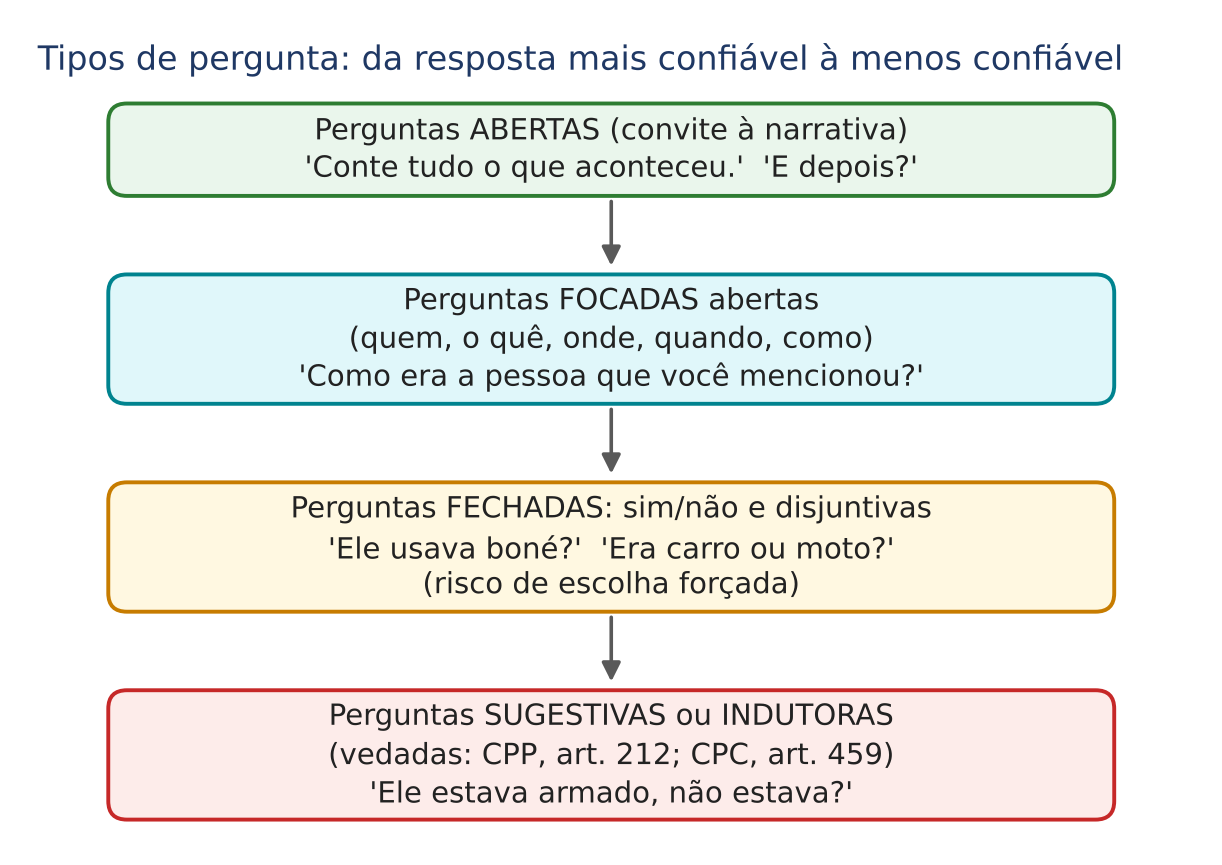 Tipos de pergunta: da resposta mais confiável à menos confiável
Perguntas ABERTAS (convite à narrativa)
'Conte tudo o que aconteceu.'  'E depois?'
Perguntas FOCADAS abertas
(quem, o quê, onde, quando, como)
'Como era a pessoa que você mencionou?'
Perguntas FECHADAS: sim/não e disjuntivas
'Ele usava boné?'  'Era carro ou moto?'
(risco de escolha forçada)
Perguntas SUGESTIVAS ou INDUTORAS
(vedadas: CPP, art. 212; CPC, art. 459)
'Ele estava armado, não estava?'